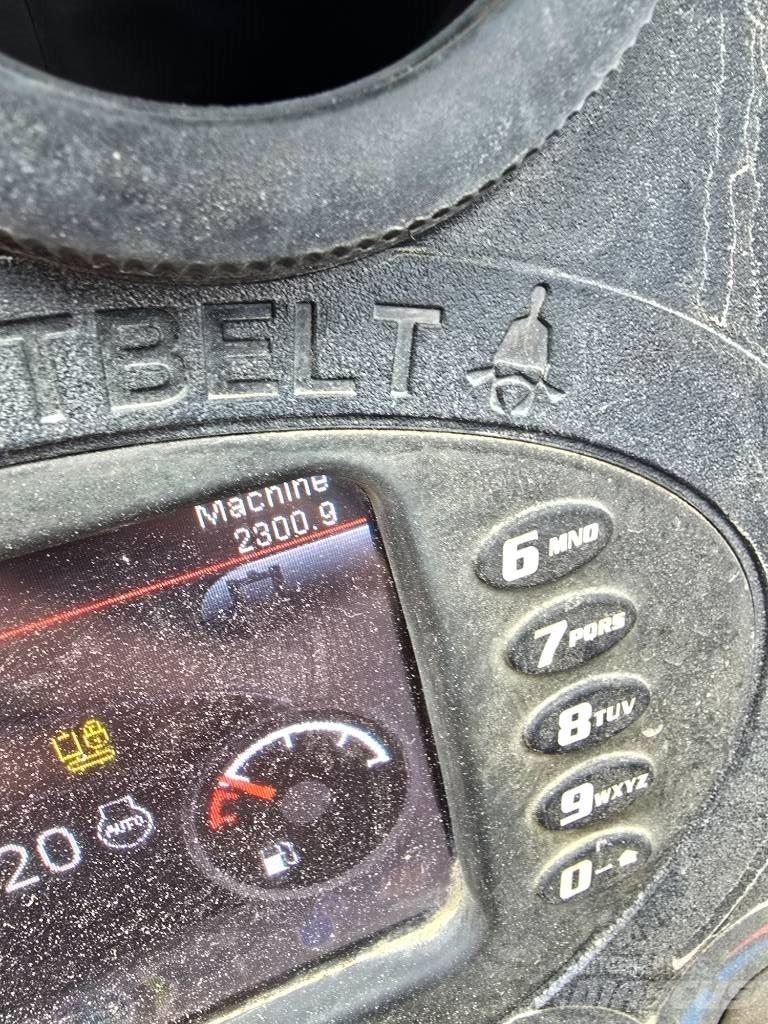 TBELT
Machine
2300.9
6 MNO
7 PQRS
8 TUV
9 WXYZ
20 AUTO
0